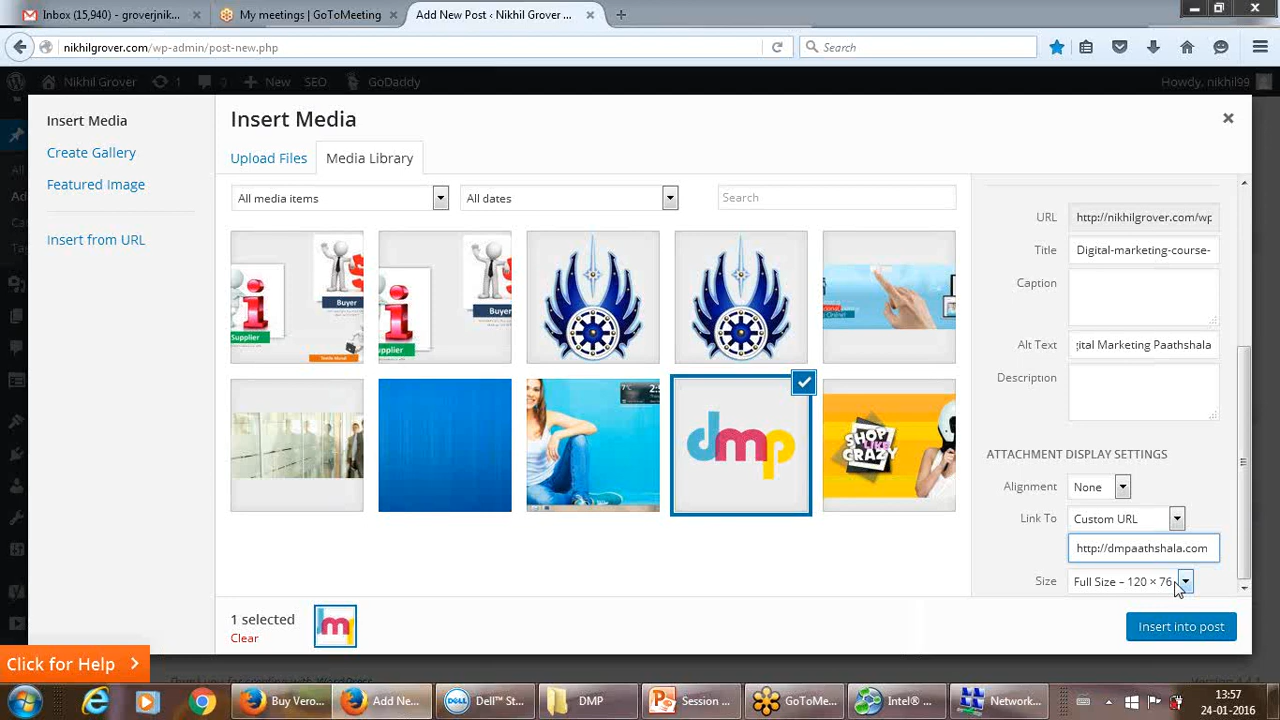 Inbox (15,940) - groverjnik...
My meetings | GoToMeeting
Add New Post ‹ Nikhil Grover ...
nikhilgrover.com/wp-admin/post-new.php
Search
Nikhil Grover
1
New
SEO
GoDaddy
Howdy, nikhil99
Insert Media
Create Gallery
Featured Image
Insert from URL
Insert Media
Upload Files
Media Library
All media items
All dates
Search
Buyer
Supplier
Buyer
Supplier
dmp
SHOP
LIKE
CRAZY
URL
http://nikhilgrover.com/wp
Title
Digital-marketing-course-
Caption
Alt Text
ital Marketing Paathshala
Description
ATTACHMENT DISPLAY SETTINGS
Alignment
None
Link To
Custom URL
http://dmpaathshala.com
Size
Full Size – 120 × 76
1 selected
Clear
Insert into post
Click for Help
Buy Vero...
Add Ne...
Dell™ St...
DMP
Session ...
GoToMe...
Intel® ...
Network...
13:57
24-01-2016